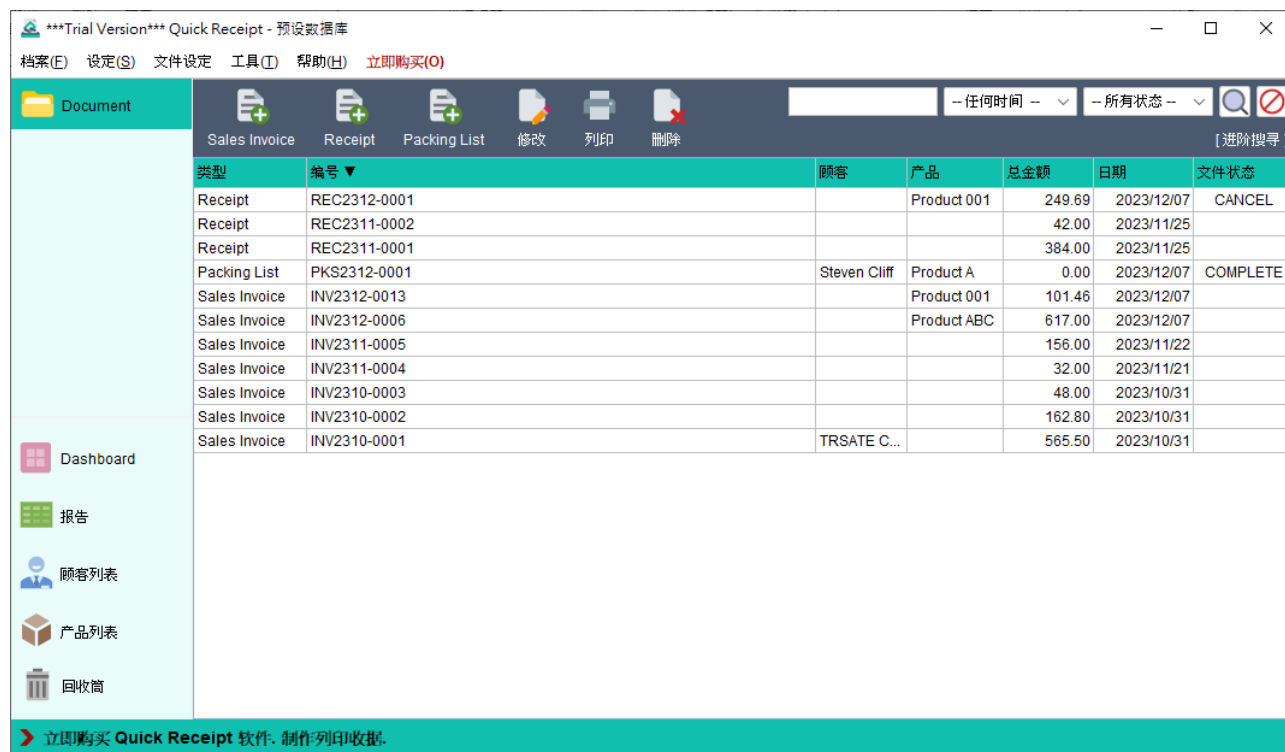 ***Trial Version*** Quick Receipt - 预设数据库
档案(F) 设定(S) 文件设定 工具(T) 帮助(H) 立即购买(O)
Document
Sales Invoice Receipt Packing List 修改 列印 删除
-- 任何时间 -- -- 所有状态 --
[进阶搜寻]
类型 编号 ▼ 顾客 产品 总金额 日期 文件状态
Receipt REC2312-0001 Product 001 249.69 2023/12/07 CANCEL
Receipt REC2311-0002 42.00 2023/11/25
Receipt REC2311-0001 384.00 2023/11/25
Packing List PKS2312-0001 Steven Cliff Product A 0.00 2023/12/07 COMPLETE
Sales Invoice INV2312-0013 Product 001 101.46 2023/12/07
Sales Invoice INV2312-0006 Product ABC 617.00 2023/12/07
Sales Invoice INV2311-0005 156.00 2023/11/22
Sales Invoice INV2311-0004 32.00 2023/11/21
Sales Invoice INV2310-0003 48.00 2023/10/31
Sales Invoice INV2310-0002 162.80 2023/10/31
Sales Invoice INV2310-0001 TRSATE C... 565.50 2023/10/31
Dashboard
报告
顾客列表
产品列表
回收筒
立即购买 Quick Receipt 软件. 制作列印收据.